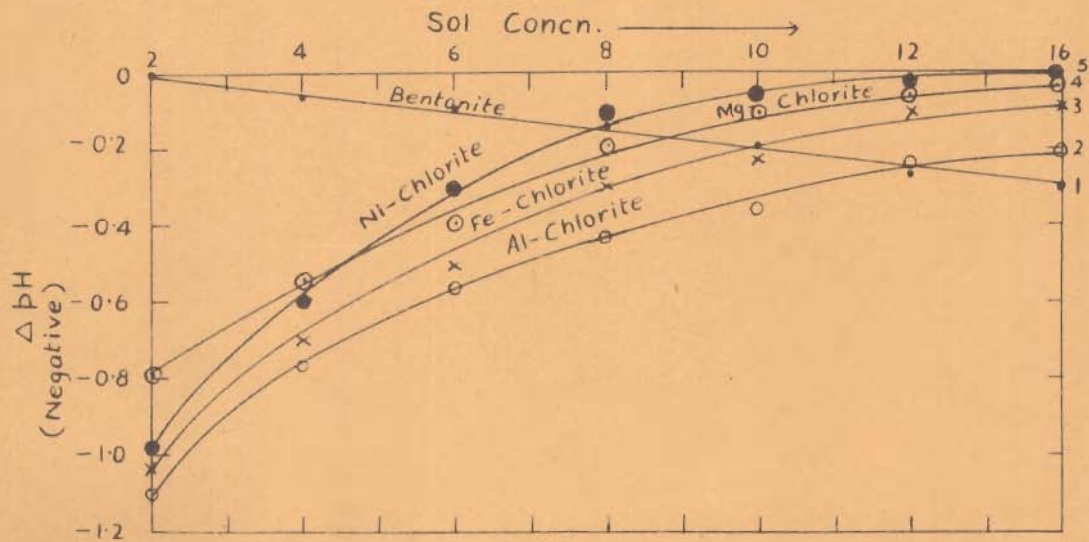 Sol Concn.
2 4 6 8 10 12 16
0
-0.2
-0.4
-0.6
-0.8
-1.0
-1.2
Δ pH
(Negative)
Bentonite
Mg Chlorite
Ni-Chlorite
Fe-Chlorite
Al-Chlorite
5
4
3
2
1